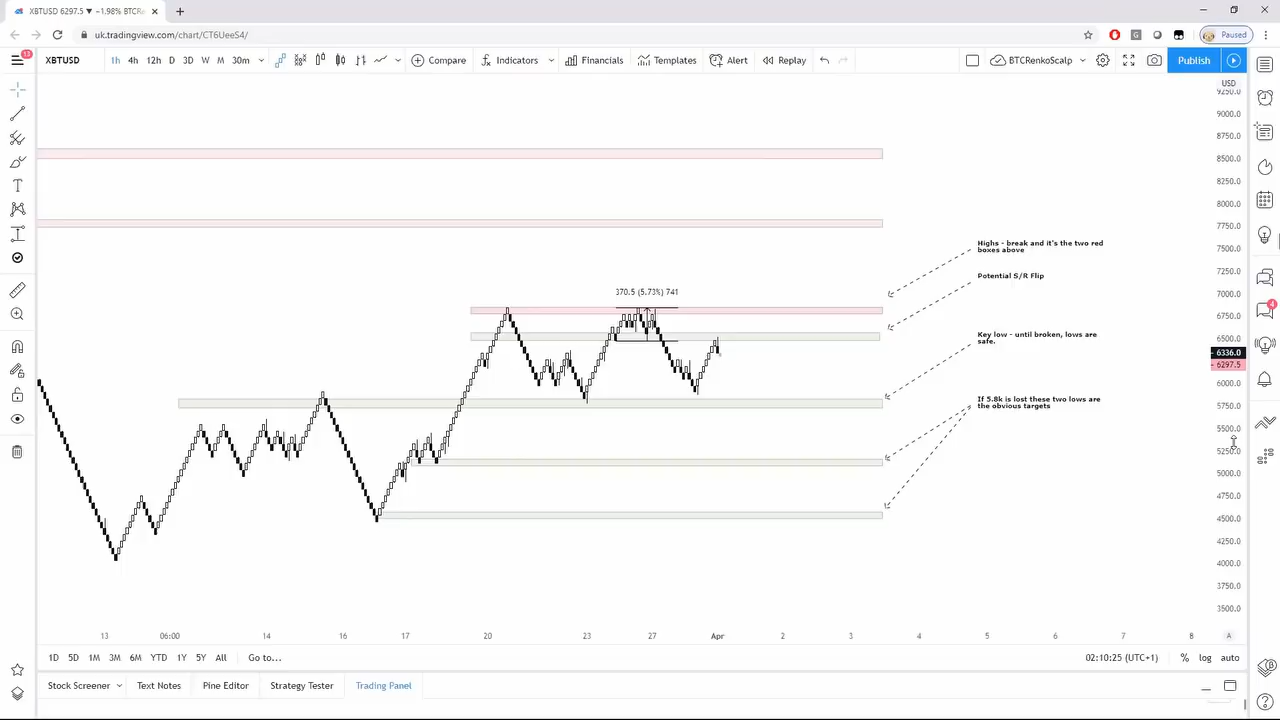 XBTUSD 6297.5 ▼ −1.98% BTCRe
uk.tradingview.com/chart/CT6UeeS4/
Paused
13
XBTUSD
1h 4h 12h D 3D W M 30m
Compare
Indicators
Financials
Templates
Alert
Replay
BTCRenkoScalp
Publish
USD
9250.0
9000.0
8750.0
8500.0
8250.0
8000.0
7750.0
7500.0
7250.0
7000.0
6750.0
6500.0
6336.0
6297.5
6000.0
5750.0
5500.0
5250.0
5000.0
4750.0
4500.0
4250.0
4000.0
3750.0
3500.0
Highs - break and it's the two red
boxes above
Potential S/R Flip
370.5 (5.73%) 741
Key low - until broken, lows are
safe.
If 5.8k is lost these two lows are
the obvious targets
4
13 06:00 14 16 17 20 23 27 Apr 2 3 4 5 6 7 8 A
1D 5D 1M 3M 6M YTD 1Y 5Y All Go to...
02:10:25 (UTC+1) % log auto
Stock Screener Text Notes Pine Editor Strategy Tester Trading Panel